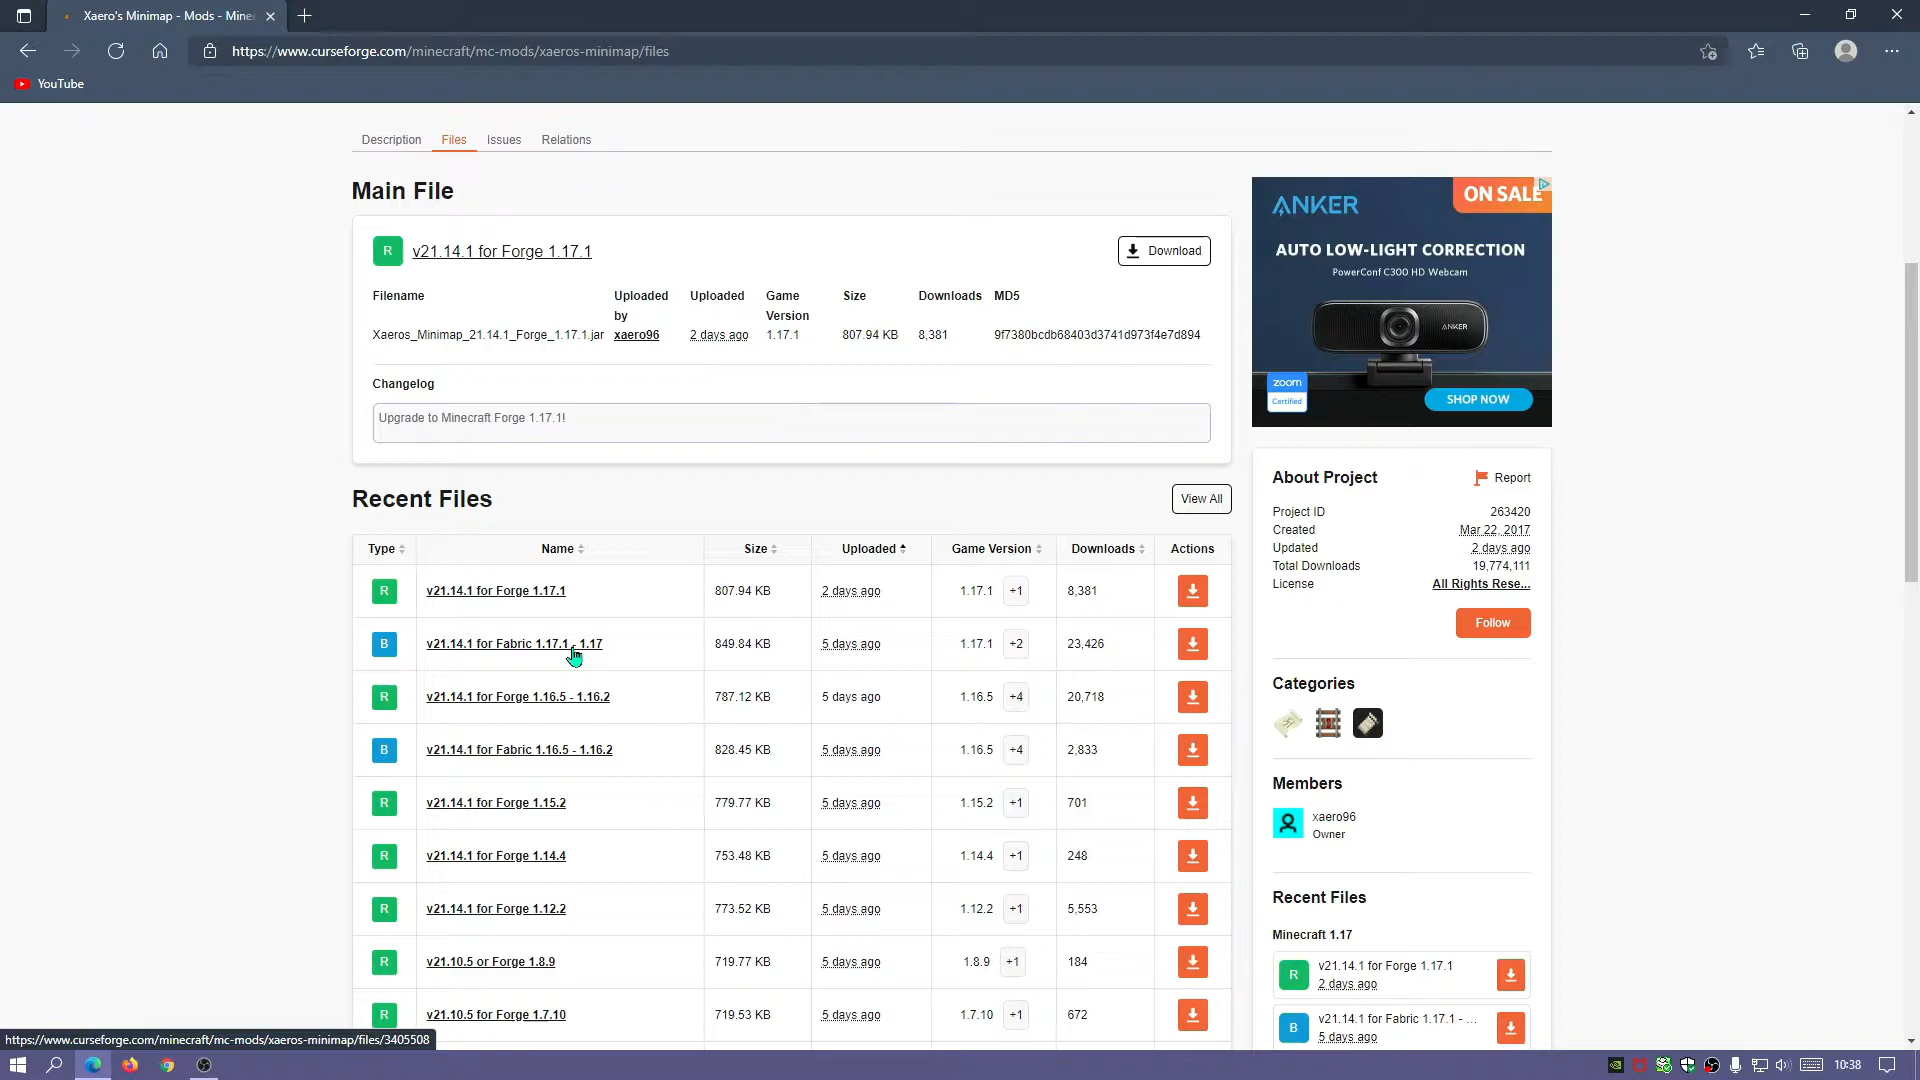 Xaero's Minimap - Mods - Mine
https://www.curseforge.com/minecraft/mc-mods/xaeros-minimap/files
YouTube
Description Files Issues Relations
Main File
R v21.14.1 for Forge 1.17.1 Download
Filename Uploaded by Uploaded Game Version Size Downloads MD5
Xaeros_Minimap_21.14.1_Forge_1.17.1.jar xaero96 2 days ago 1.17.1 807.94 KB 8,381 9f7380bcdb68403d3741d973f4e7d894
Changelog
Upgrade to Minecraft Forge 1.17.1!
Recent Files View All
Type Name Size Uploaded Game Version Downloads Actions
R v21.14.1 for Forge 1.17.1 807.94 KB 2 days ago 1.17.1 +1 8,381
B v21.14.1 for Fabric 1.17.1 - 1.17 849.84 KB 5 days ago 1.17.1 +2 23,426
R v21.14.1 for Forge 1.16.5 - 1.16.2 787.12 KB 5 days ago 1.16.5 +4 20,718
B v21.14.1 for Fabric 1.16.5 - 1.16.2 828.45 KB 5 days ago 1.16.5 +4 2,833
R v21.14.1 for Forge 1.15.2 779.77 KB 5 days ago 1.15.2 +1 701
R v21.14.1 for Forge 1.14.4 753.48 KB 5 days ago 1.14.4 +1 248
R v21.14.1 for Forge 1.12.2 773.52 KB 5 days ago 1.12.2 +1 5,553
R v21.10.5 or Forge 1.8.9 719.77 KB 5 days ago 1.8.9 +1 184
R v21.10.5 for Forge 1.7.10 719.53 KB 5 days ago 1.7.10 +1 672
ANKER ON SALE
AUTO LOW-LIGHT CORRECTION
PowerConf C300 HD Webcam
ANKER
zoom
Certified
SHOP NOW
About Project Report
Project ID 263420
Created Mar 22, 2017
Updated 2 days ago
Total Downloads 19,774,111
License All Rights Rese...
Follow
Categories
Members
xaero96
Owner
Recent Files
Minecraft 1.17
R v21.14.1 for Forge 1.17.1
2 days ago
B v21.14.1 for Fabric 1.17.1 - ...
5 days ago
https://www.curseforge.com/minecraft/mc-mods/xaeros-minimap/files/3405508
10:38